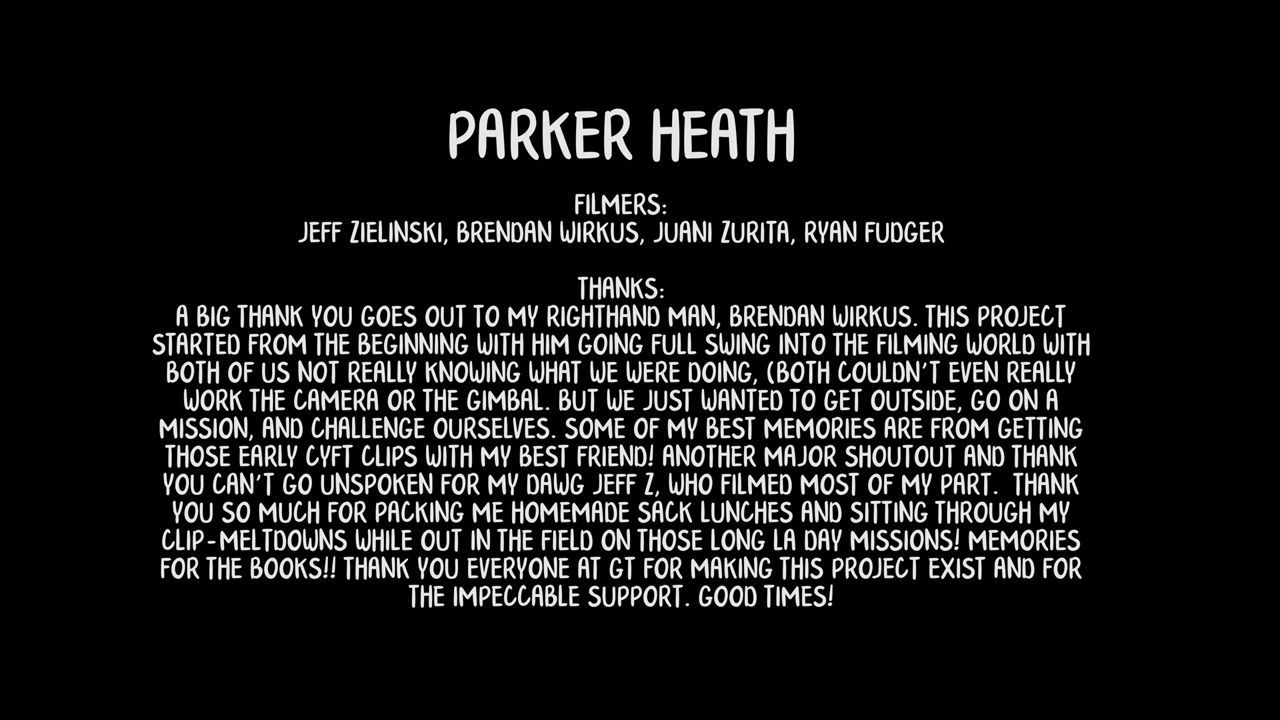 PARKER HEATH
FILMERS:
JEFF ZIELINSKI, BRENDAN WIRKUS, JUANI ZURITA, RYAN FUDGER
THANKS:
A BIG THANK YOU GOES OUT TO MY RIGHTHAND MAN, BRENDAN WIRKUS. THIS PROJECT
STARTED FROM THE BEGINNING WITH HIM GOING FULL SWING INTO THE FILMING WORLD WITH
BOTH OF US NOT REALLY KNOWING WHAT WE WERE DOING, (BOTH COULDN'T EVEN REALLY
WORK THE CAMERA OR THE GIMBAL. BUT WE JUST WANTED TO GET OUTSIDE, GO ON A
MISSION, AND CHALLENGE OURSELVES. SOME OF MY BEST MEMORIES ARE FROM GETTING
THOSE EARLY CYFT CLIPS WITH MY BEST FRIEND! ANOTHER MAJOR SHOUTOUT AND THANK
YOU CAN'T GO UNSPOKEN FOR MY DAWG JEFF Z, WHO FILMED MOST OF MY PART.  THANK
YOU SO MUCH FOR PACKING ME HOMEMADE SACK LUNCHES AND SITTING THROUGH MY
CLIP-MELTDOWNS WHILE OUT IN THE FIELD ON THOSE LONG LA DAY MISSIONS! MEMORIES
FOR THE BOOKS!! THANK YOU EVERYONE AT GT FOR MAKING THIS PROJECT EXIST AND FOR
THE IMPECCABLE SUPPORT. GOOD TIMES!